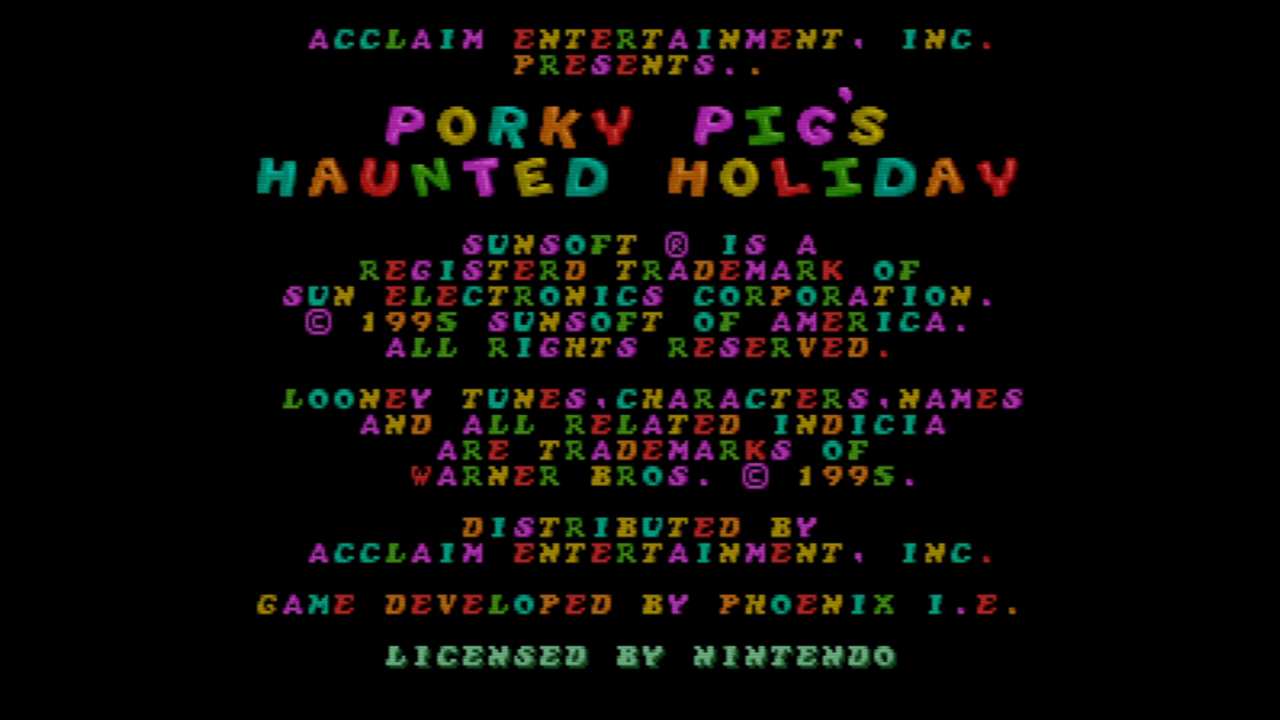 ACCLAIM ENTERTAINMENT, INC.
PRESENTS..
PORKY PIG'S
HAUNTED HOLIDAY
SUNSOFT ® IS A
REGISTERD TRADEMARK OF
SUN ELECTRONICS CORPORATION.
© 1995 SUNSOFT OF AMERICA.
ALL RIGHTS RESERVED.
LOONEY TUNES,CHARACTERS,NAMES
AND ALL RELATED INDICIA
ARE TRADEMARKS OF
WARNER BROS. © 1995.
DISTRIBUTED BY
ACCLAIM ENTERTAINMENT, INC.
GAME DEVELOPED BY PHOENIX I.E.
LICENSED BY NINTENDO